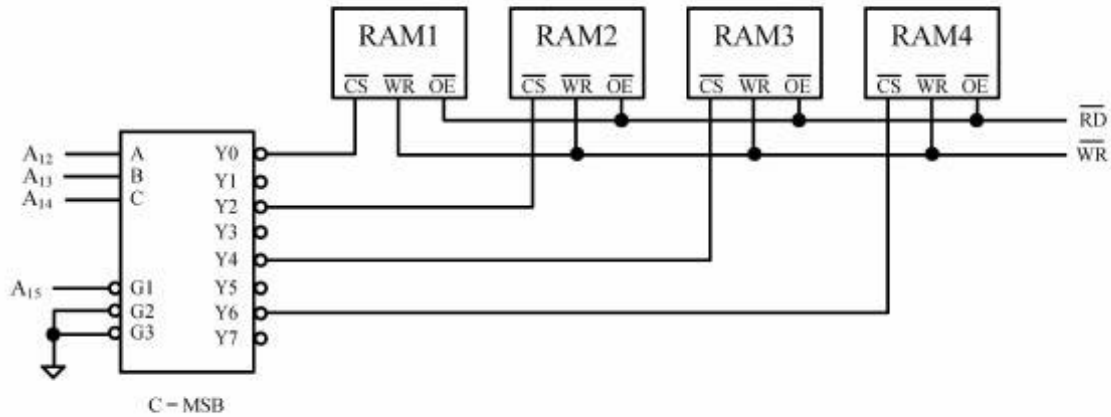 RAM1 RAM2 RAM3 RAM4
CS WR OE CS WR OE CS WR OE CS WR OE
RD
WR
A12 A Y0
A13 B Y1
A14 C Y2
Y3
Y4
A15 G1 Y5
G2 Y6
G3 Y7
C = MSB